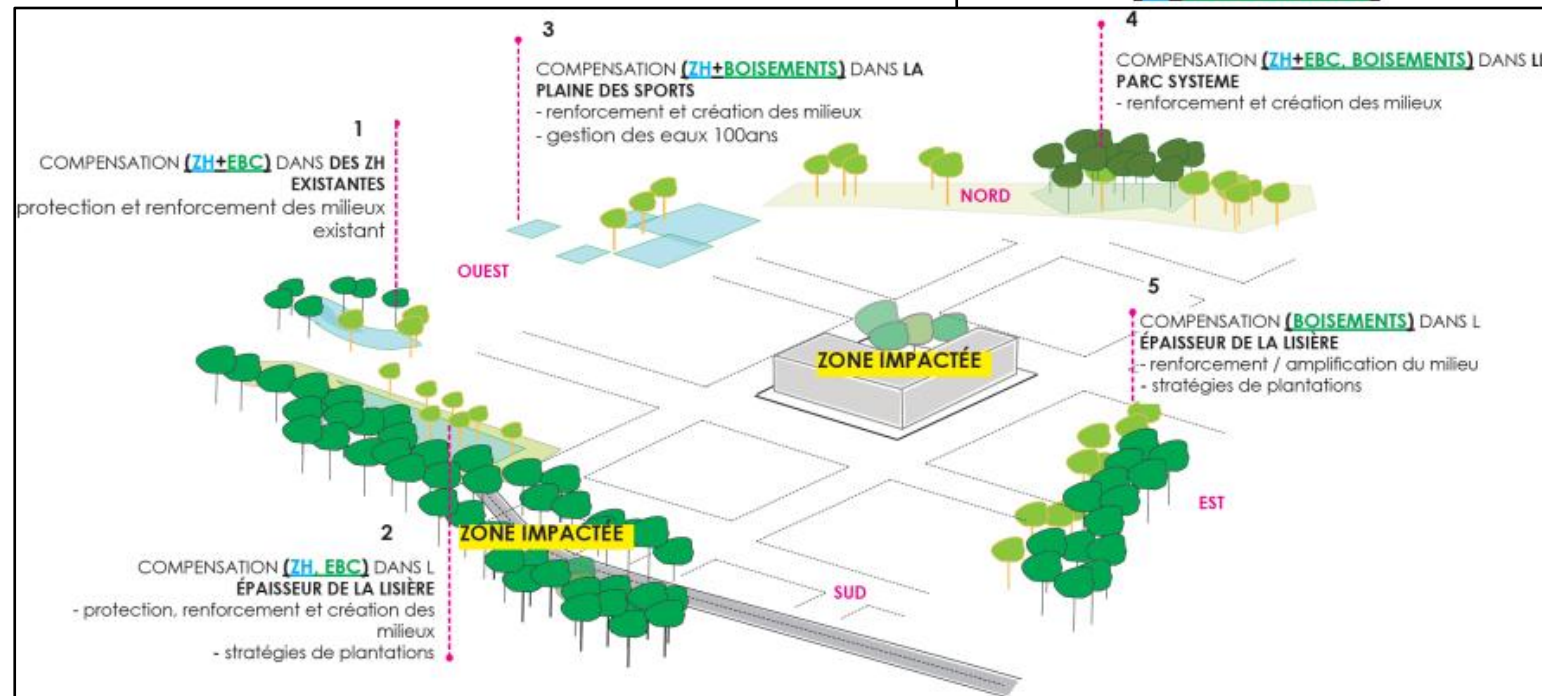 1
COMPENSATION (ZH+EBC) DANS DES ZH
EXISTANTES
protection et renforcement des milieux
existant
3
COMPENSATION (ZH+BOISEMENTS) DANS LA
PLAINE DES SPORTS
- renforcement et création des milieux
- gestion des eaux 100ans
4
COMPENSATION (ZH+EBC, BOISEMENTS) DANS LE
PARC SYSTEME
- renforcement et création des milieux
NORD
OUEST
5
COMPENSATION (BOISEMENTS) DANS L
ÉPAISSEUR DE LA LISIÈRE
- renforcement / amplification du milieu
- stratégies de plantations
ZONE IMPACTÉE
EST
2
COMPENSATION (ZH, EBC) DANS L
ÉPAISSEUR DE LA LISIÈRE
- protection, renforcement et création des
milieux
- stratégies de plantations
ZONE IMPACTÉE
SUD